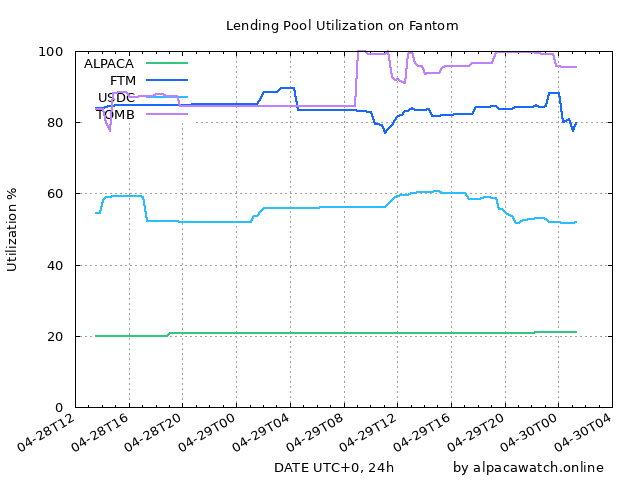 Lending Pool Utilization on Fantom
100
80
60
40
20
0
Utilization %
ALPACA
FTM
USDC
TOMB
04-28T12
04-28T16
04-28T20
04-29T00
04-29T04
04-29T08
04-29T12
04-29T16
04-29T20
04-30T00
04-30T04
DATE UTC+0, 24h
by alpacawatch.online